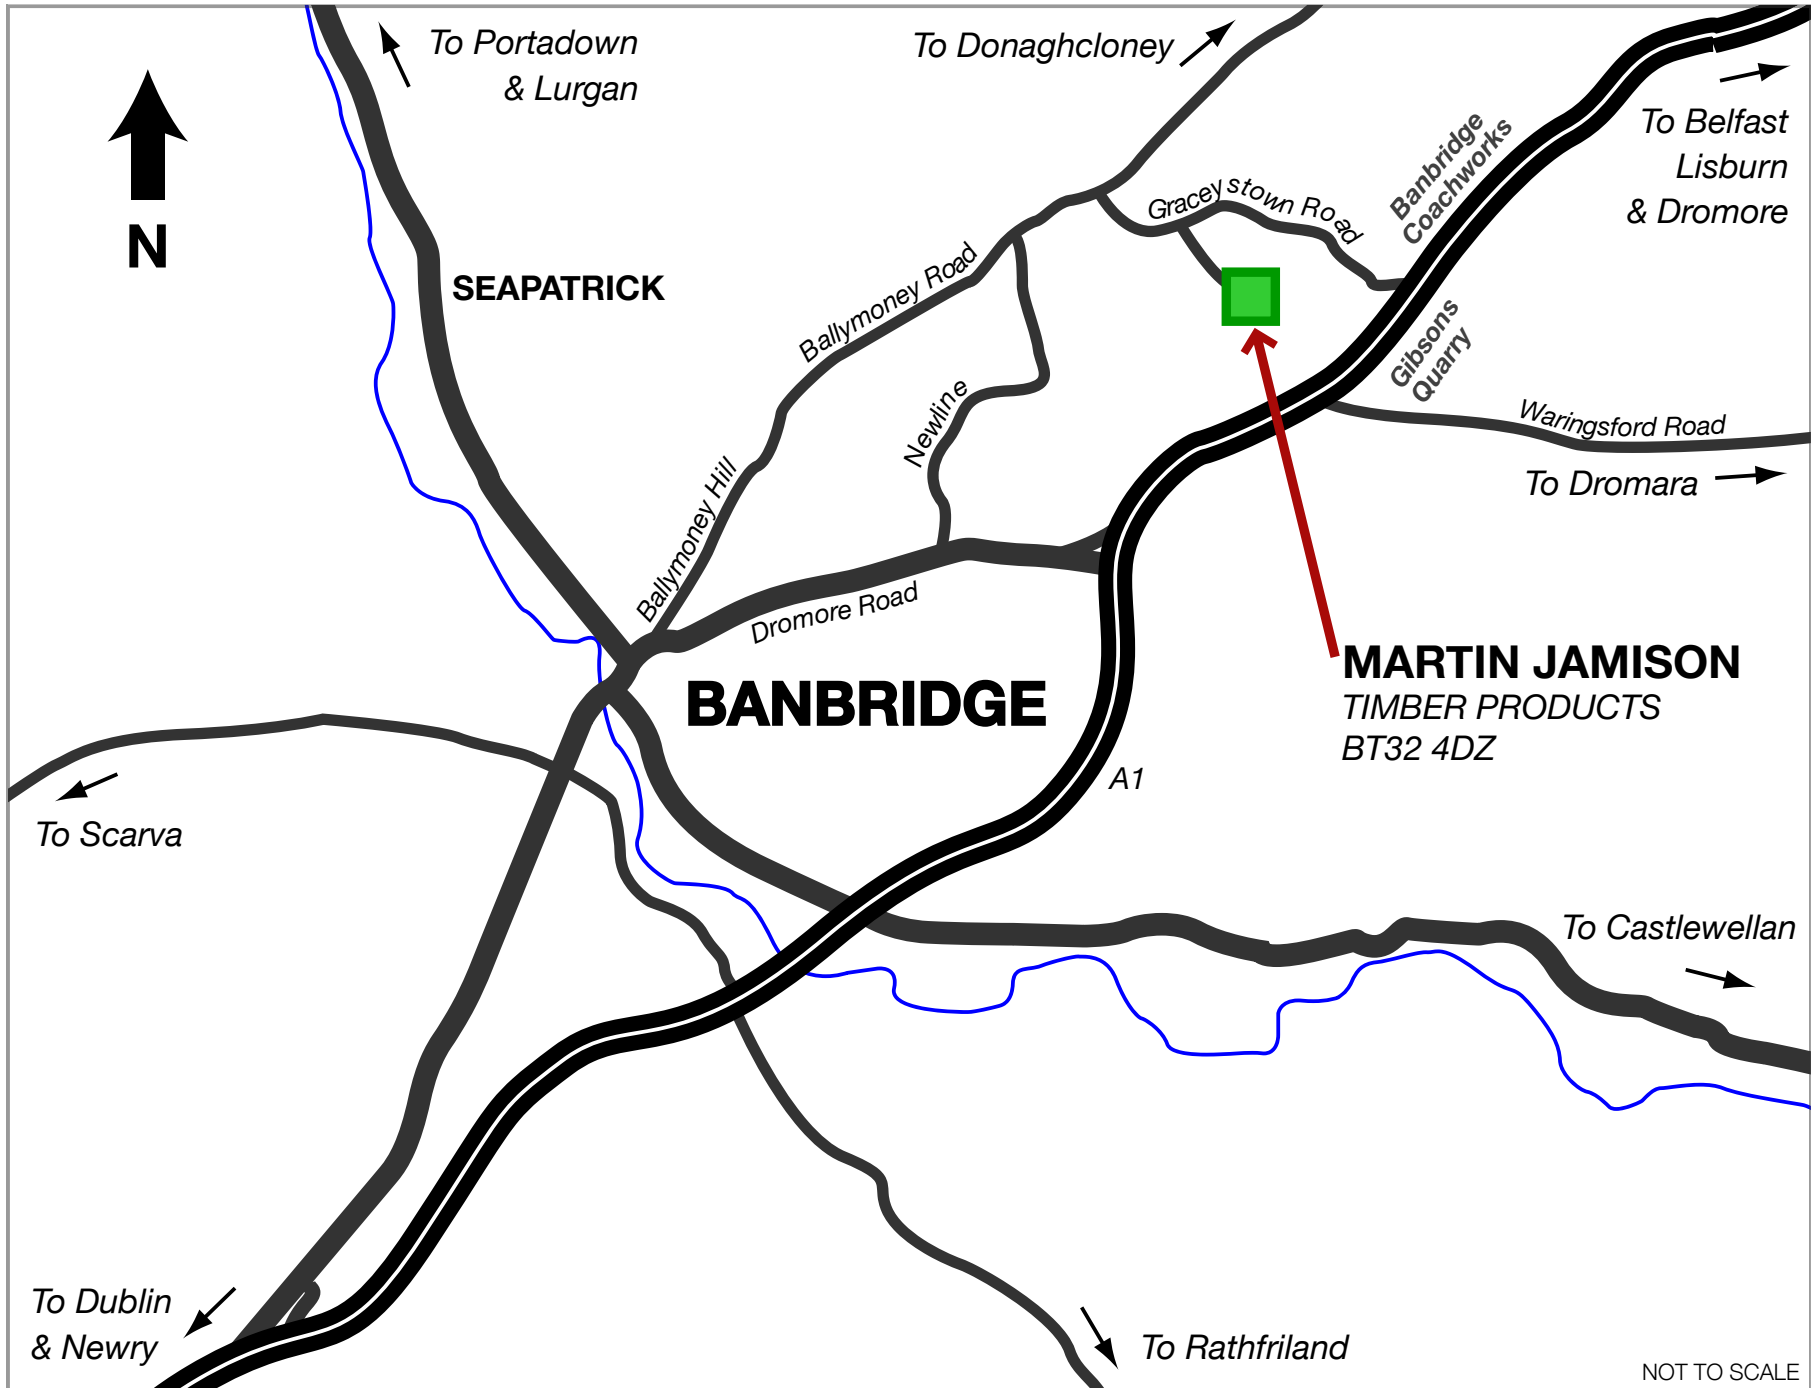 To Portadown
& Lurgan
To Donaghcloney
To Belfast
Lisburn
& Dromore
N
Banbridge
Coachworks
Graceystown Road
SEAPATRICK
Ballymoney Road
Gibsons
Quarry
Newline
Waringsford Road
To Dromara
Ballymoney Hill
Dromore Road
BANBRIDGE
MARTIN JAMISON
TIMBER PRODUCTS
BT32 4DZ
A1
To Scarva
To Castlewellan
To Dublin
& Newry
To Rathfriland
NOT TO SCALE